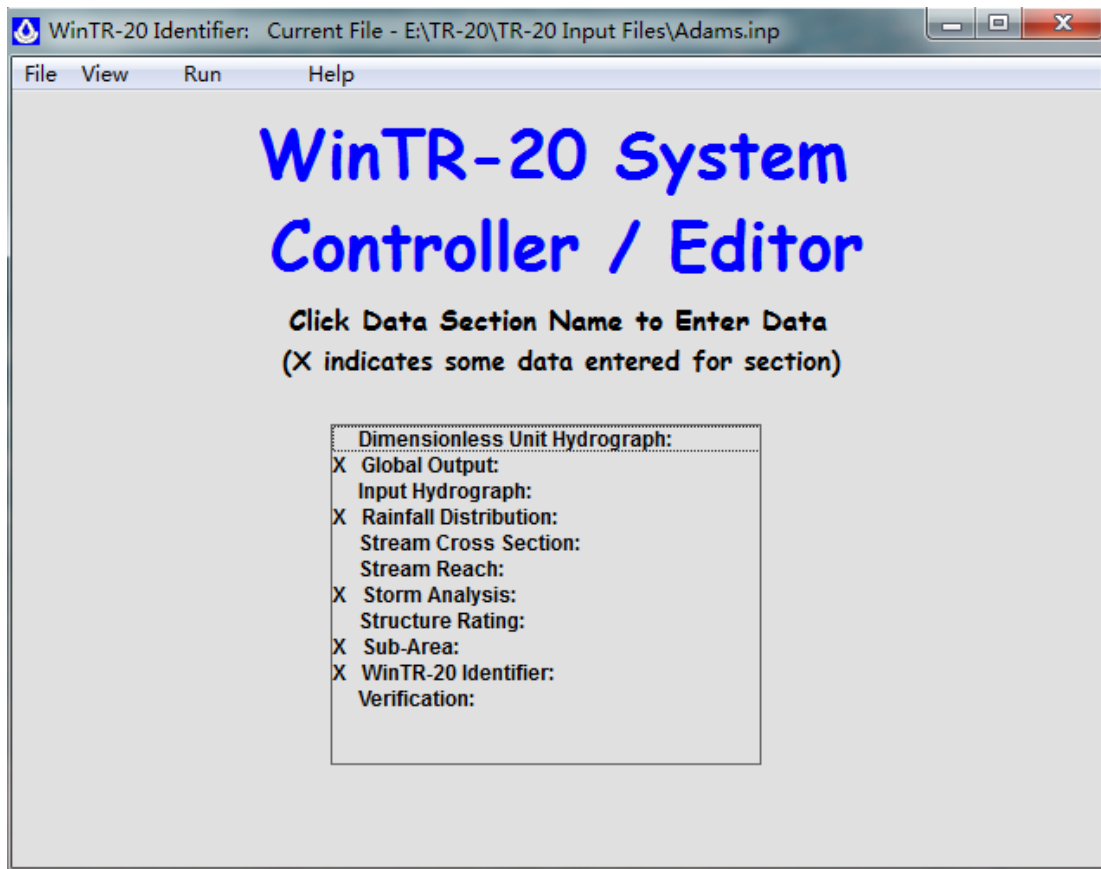 WinTR-20 Identifier: Current File - E:\TR-20\TR-20 Input Files\Adams.inp
File View Run Help
WinTR-20 System
Controller / Editor
Click Data Section Name to Enter Data
(X indicates some data entered for section)
Dimensionless Unit Hydrograph:
X Global Output:
Input Hydrograph:
X Rainfall Distribution:
Stream Cross Section:
Stream Reach:
X Storm Analysis:
Structure Rating:
X Sub-Area:
X WinTR-20 Identifier:
Verification: